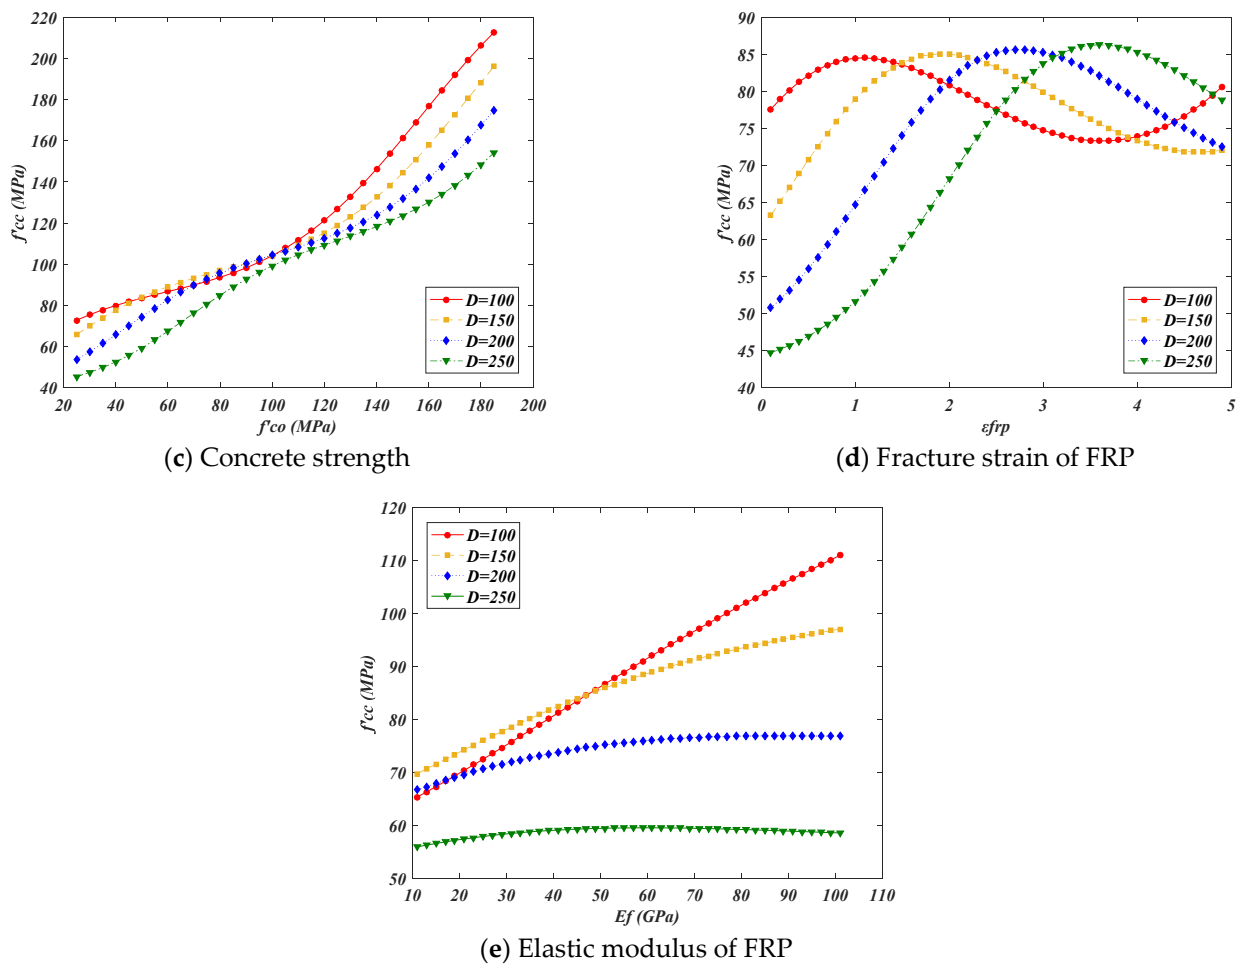 220
200
180
160
140
120
100
80
60
40
f'cc (MPa)
D=100
D=150
D=200
D=250
20 40 60 80 100 120 140 160 180 200
f'co (MPa)
(c) Concrete strength
90
85
80
75
70
65
60
55
50
45
40
f'cc (MPa)
D=100
D=150
D=200
D=250
0 1 2 3 4 5
εfrp
(d) Fracture strain of FRP
120
110
100
90
80
70
60
50
f'cc (MPa)
D=100
D=150
D=200
D=250
10 20 30 40 50 60 70 80 90 100 110
Ef (GPa)
(e) Elastic modulus of FRP